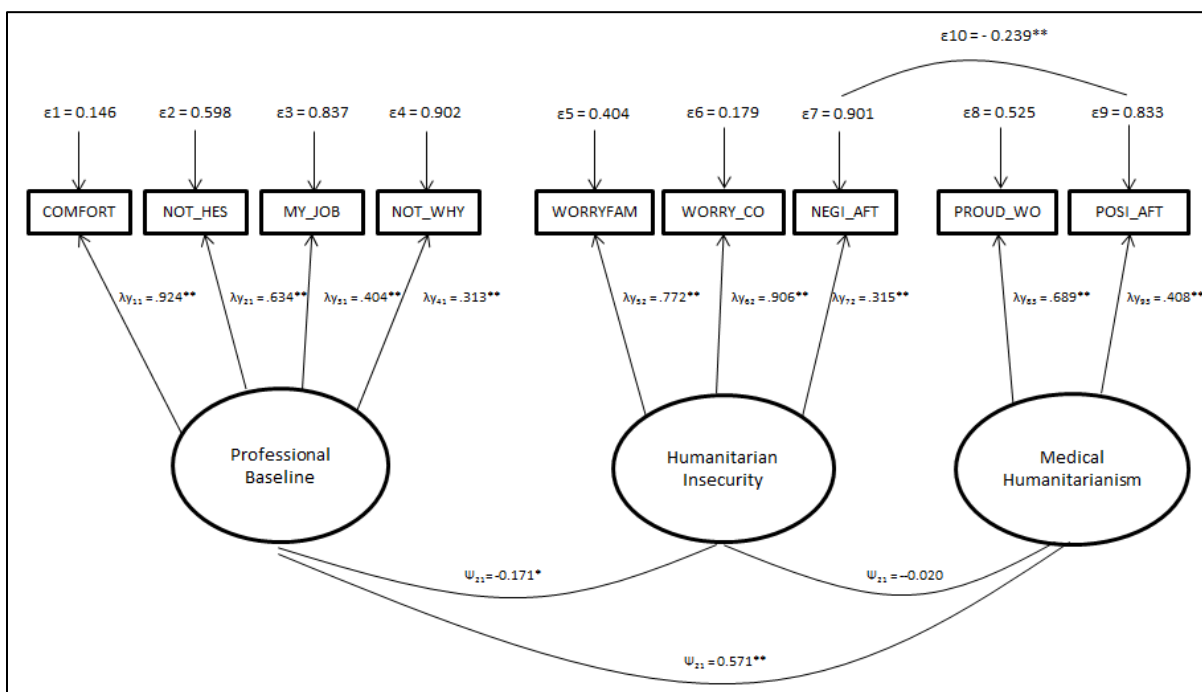 ε10 = - 0.239**
ε1 = 0.146 ε2 = 0.598 ε3 = 0.837 ε4 = 0.902 ε5 = 0.404 ε6 = 0.179 ε7 = 0.901 ε8 = 0.525 ε9 = 0.833
COMFORT NOT_HES MY_JOB NOT_WHY WORRYFAM WORRY_CO NEGI_AFT PROUD_WO POSI_AFT
λy₁₁ = .924** λy₂₁ = .634** λy₃₁ = .404** λy₄₁ = .313** λy₅₂ = .772** λy₆₂ = .906** λy₇₂ = .315** λy₈₃ = .689** λy₉₃ = .408**
Professional Humanitarian Medical
Baseline Insecurity Humanitarianism
Ψ₂₁ = -0.171* Ψ₂₁ = --0.020
Ψ₂₁ = 0.571**